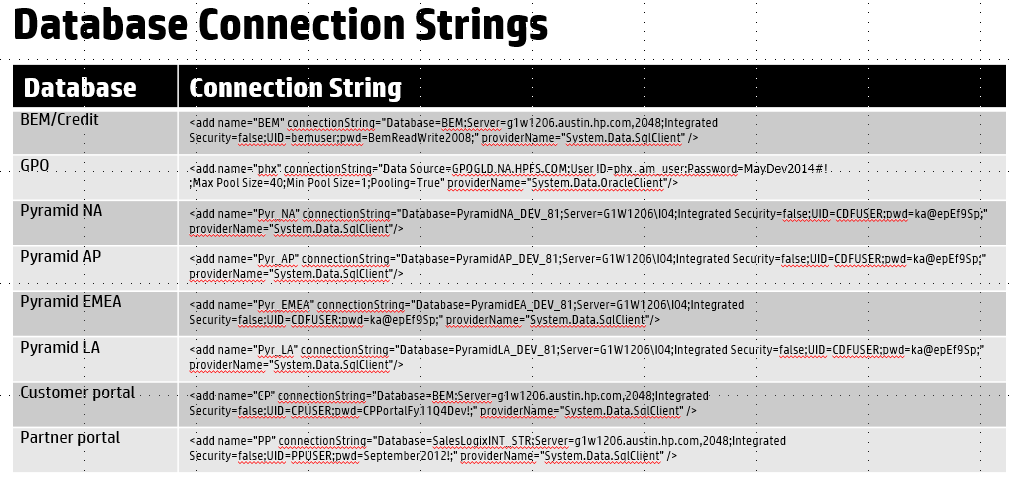 Database Connection Strings
Database Connection String
BEM/Credit
<add name="BEM" connectionString="Database=BEM;Server=g1w1206.austin.hp.com,2048;Integrated
Security=false;UID=bemuser;pwd=BemReadWrite2008;" providerName="System.Data.SqlClient" />
GPO
<add name="phx" connectionString="Data Source=GPOGLD.NA.HPFS.COM;User ID=phx_am_user;Password=MayDev2014#!
;Max Pool Size=40;Min Pool Size=1;Pooling=True" providerName="System.Data.OracleClient"/>
Pyramid NA
<add name="Pyr_NA" connectionString="Database=PyramidNA_DEV_81;Server=G1W1206\I04;Integrated Security=false;UID=CDFUSER;pwd=ka@epEf9Sp;"
providerName="System.Data.SqlClient"/>
Pyramid AP
<add name="Pyr_AP" connectionString="Database=PyramidAP_DEV_81;Server=G1W1206\I04;Integrated Security=false;UID=CDFUSER;pwd=ka@epEf9Sp;"
providerName="System.Data.SqlClient"/>
Pyramid EMEA
<add name="Pyr_EMEA" connectionString="Database=PyramidEA_DEV_81;Server=G1W1206\I04;Integrated
Security=false;UID=CDFUSER;pwd=ka@epEf9Sp;" providerName="System.Data.SqlClient"/>
Pyramid LA
<add name="Pyr_LA" connectionString="Database=PyramidLA_DEV_81;Server=G1W1206\I04;Integrated Security=false;UID=CDFUSER;pwd=ka@epEf9Sp;"
providerName="System.Data.SqlClient"/>
Customer portal
<add name="CP" connectionString="Database=BEM;Server=g1w1206.austin.hp.com,2048;Integrated
Security=false;UID=CPUSER;pwd=CPPortalFy11Q4Dev!;" providerName="System.Data.SqlClient" />
Partner portal
<add name="PP" connectionString="Database=SalesLogixINT_STR;Server=g1w1206.austin.hp.com,2048;Integrated
Security=false;UID=PPUSER;pwd=September2012!;" providerName="System.Data.SqlClient" />